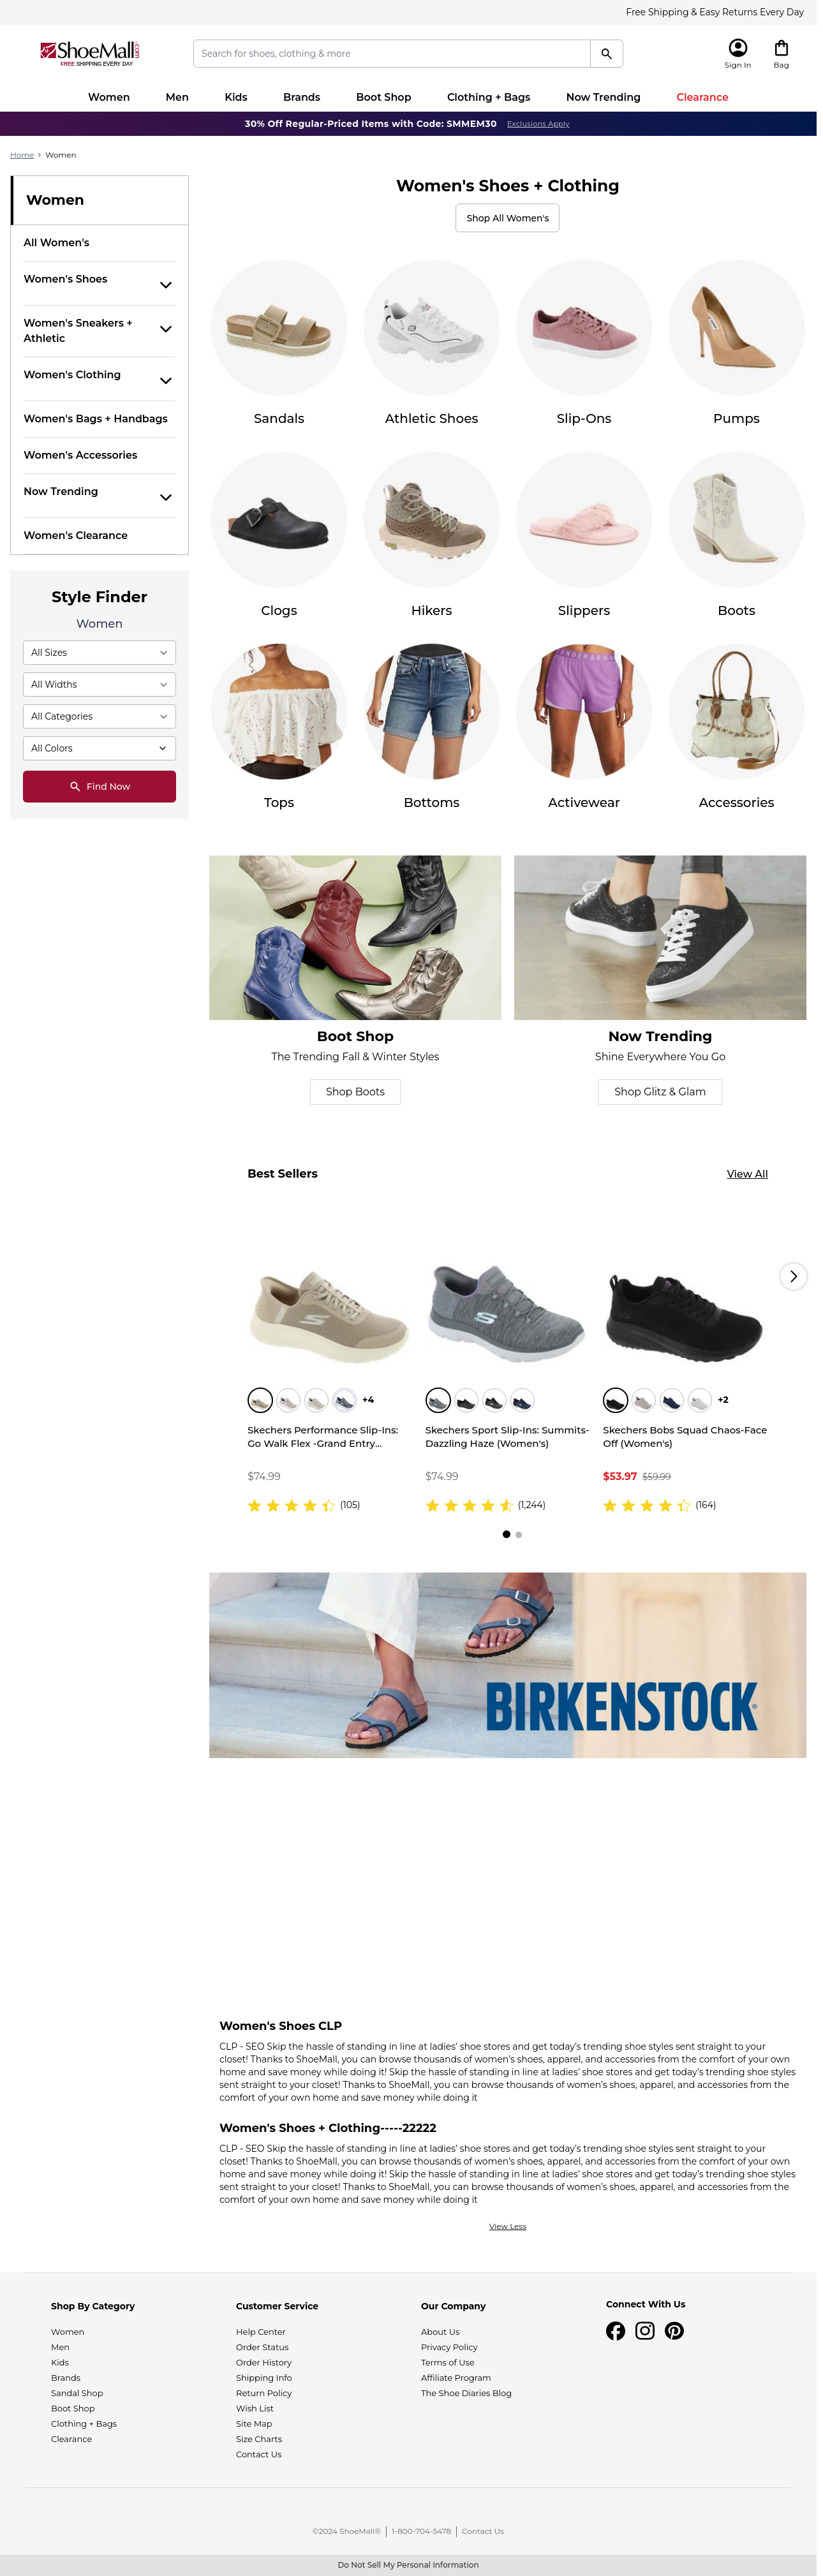 Free Shipping & Easy Returns Every Day
ShoeMall.com
FREE SHIPPING EVERY DAY
Search for shoes, clothing & more
Sign In
Bag
Women Men Kids Brands Boot Shop Clothing + Bags Now Trending Clearance
30% Off Regular-Priced Items with Code: SMMEM30 Exclusions Apply
Home › Women
Women
All Women's
Women's Shoes
Women's Sneakers +
Athletic
Women's Clothing
Women's Bags + Handbags
Women's Accessories
Now Trending
Women's Clearance
Style Finder
Women
All Sizes
All Widths
All Categories
All Colors
Find Now
Women's Shoes + Clothing
Shop All Women's
Sandals
Athletic Shoes
Slip-Ons
Pumps
Clogs
Hikers
Slippers
Boots
UNDER ARMOUR
Tops
Bottoms
Activewear
Accessories
Boot Shop
The Trending Fall & Winter Styles
Shop Boots
Now Trending
Shine Everywhere You Go
Shop Glitz & Glam
Best Sellers
View All
+4
Skechers Performance Slip-Ins:
Go Walk Flex -Grand Entry...
$74.99
(105)
Skechers Sport Slip-Ins: Summits-
Dazzling Haze (Women's)
$74.99
(1,244)
+2
Skechers Bobs Squad Chaos-Face
Off (Women's)
$53.97 $59.99
(164)
BIRKENSTOCK®
Women's Shoes CLP
CLP - SEO Skip the hassle of standing in line at ladies’ shoe stores and get today’s trending shoe styles sent straight to your
closet! Thanks to ShoeMall, you can browse thousands of women’s shoes, apparel, and accessories from the comfort of your own
home and save money while doing it! Skip the hassle of standing in line at ladies’ shoe stores and get today’s trending shoe styles
sent straight to your closet! Thanks to ShoeMall, you can browse thousands of women’s shoes, apparel, and accessories from the
comfort of your own home and save money while doing it
Women's Shoes + Clothing-----22222
CLP - SEO Skip the hassle of standing in line at ladies’ shoe stores and get today’s trending shoe styles sent straight to your
closet! Thanks to ShoeMall, you can browse thousands of women’s shoes, apparel, and accessories from the comfort of your own
home and save money while doing it! Skip the hassle of standing in line at ladies’ shoe stores and get today’s trending shoe styles
sent straight to your closet! Thanks to ShoeMall, you can browse thousands of women’s shoes, apparel, and accessories from the
comfort of your own home and save money while doing it
View Less
Shop By Category
Women
Men
Kids
Brands
Sandal Shop
Boot Shop
Clothing + Bags
Clearance
Customer Service
Help Center
Order Status
Order History
Shipping Info
Return Policy
Wish List
Site Map
Size Charts
Contact Us
Our Company
About Us
Privacy Policy
Terms of Use
Affiliate Program
The Shoe Diaries Blog
Connect With Us
©2024 ShoeMall® | 1-800-704-5478 | Contact Us
Do Not Sell My Personal Information